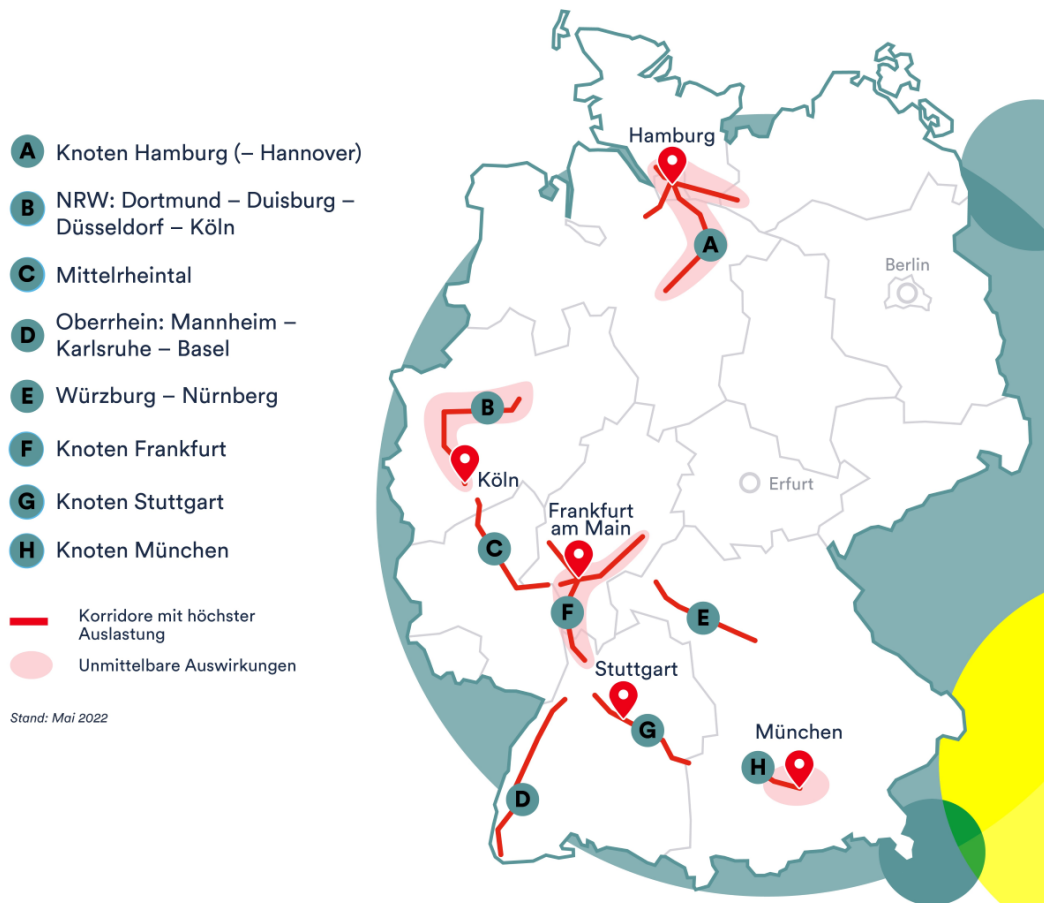 A Knoten Hamburg (– Hannover)
B NRW: Dortmund – Duisburg –
Düsseldorf – Köln
C Mittelrheintal
D Oberrhein: Mannheim –
Karlsruhe – Basel
E Würzburg – Nürnberg
F Knoten Frankfurt
G Knoten Stuttgart
H Knoten München
Korridore mit höchster
Auslastung
Unmittelbare Auswirkungen
Stand: Mai 2022
Hamburg
A
Berlin
B
Köln
Erfurt
Frankfurt
am Main
C
F
E
Stuttgart
G
München
H
D